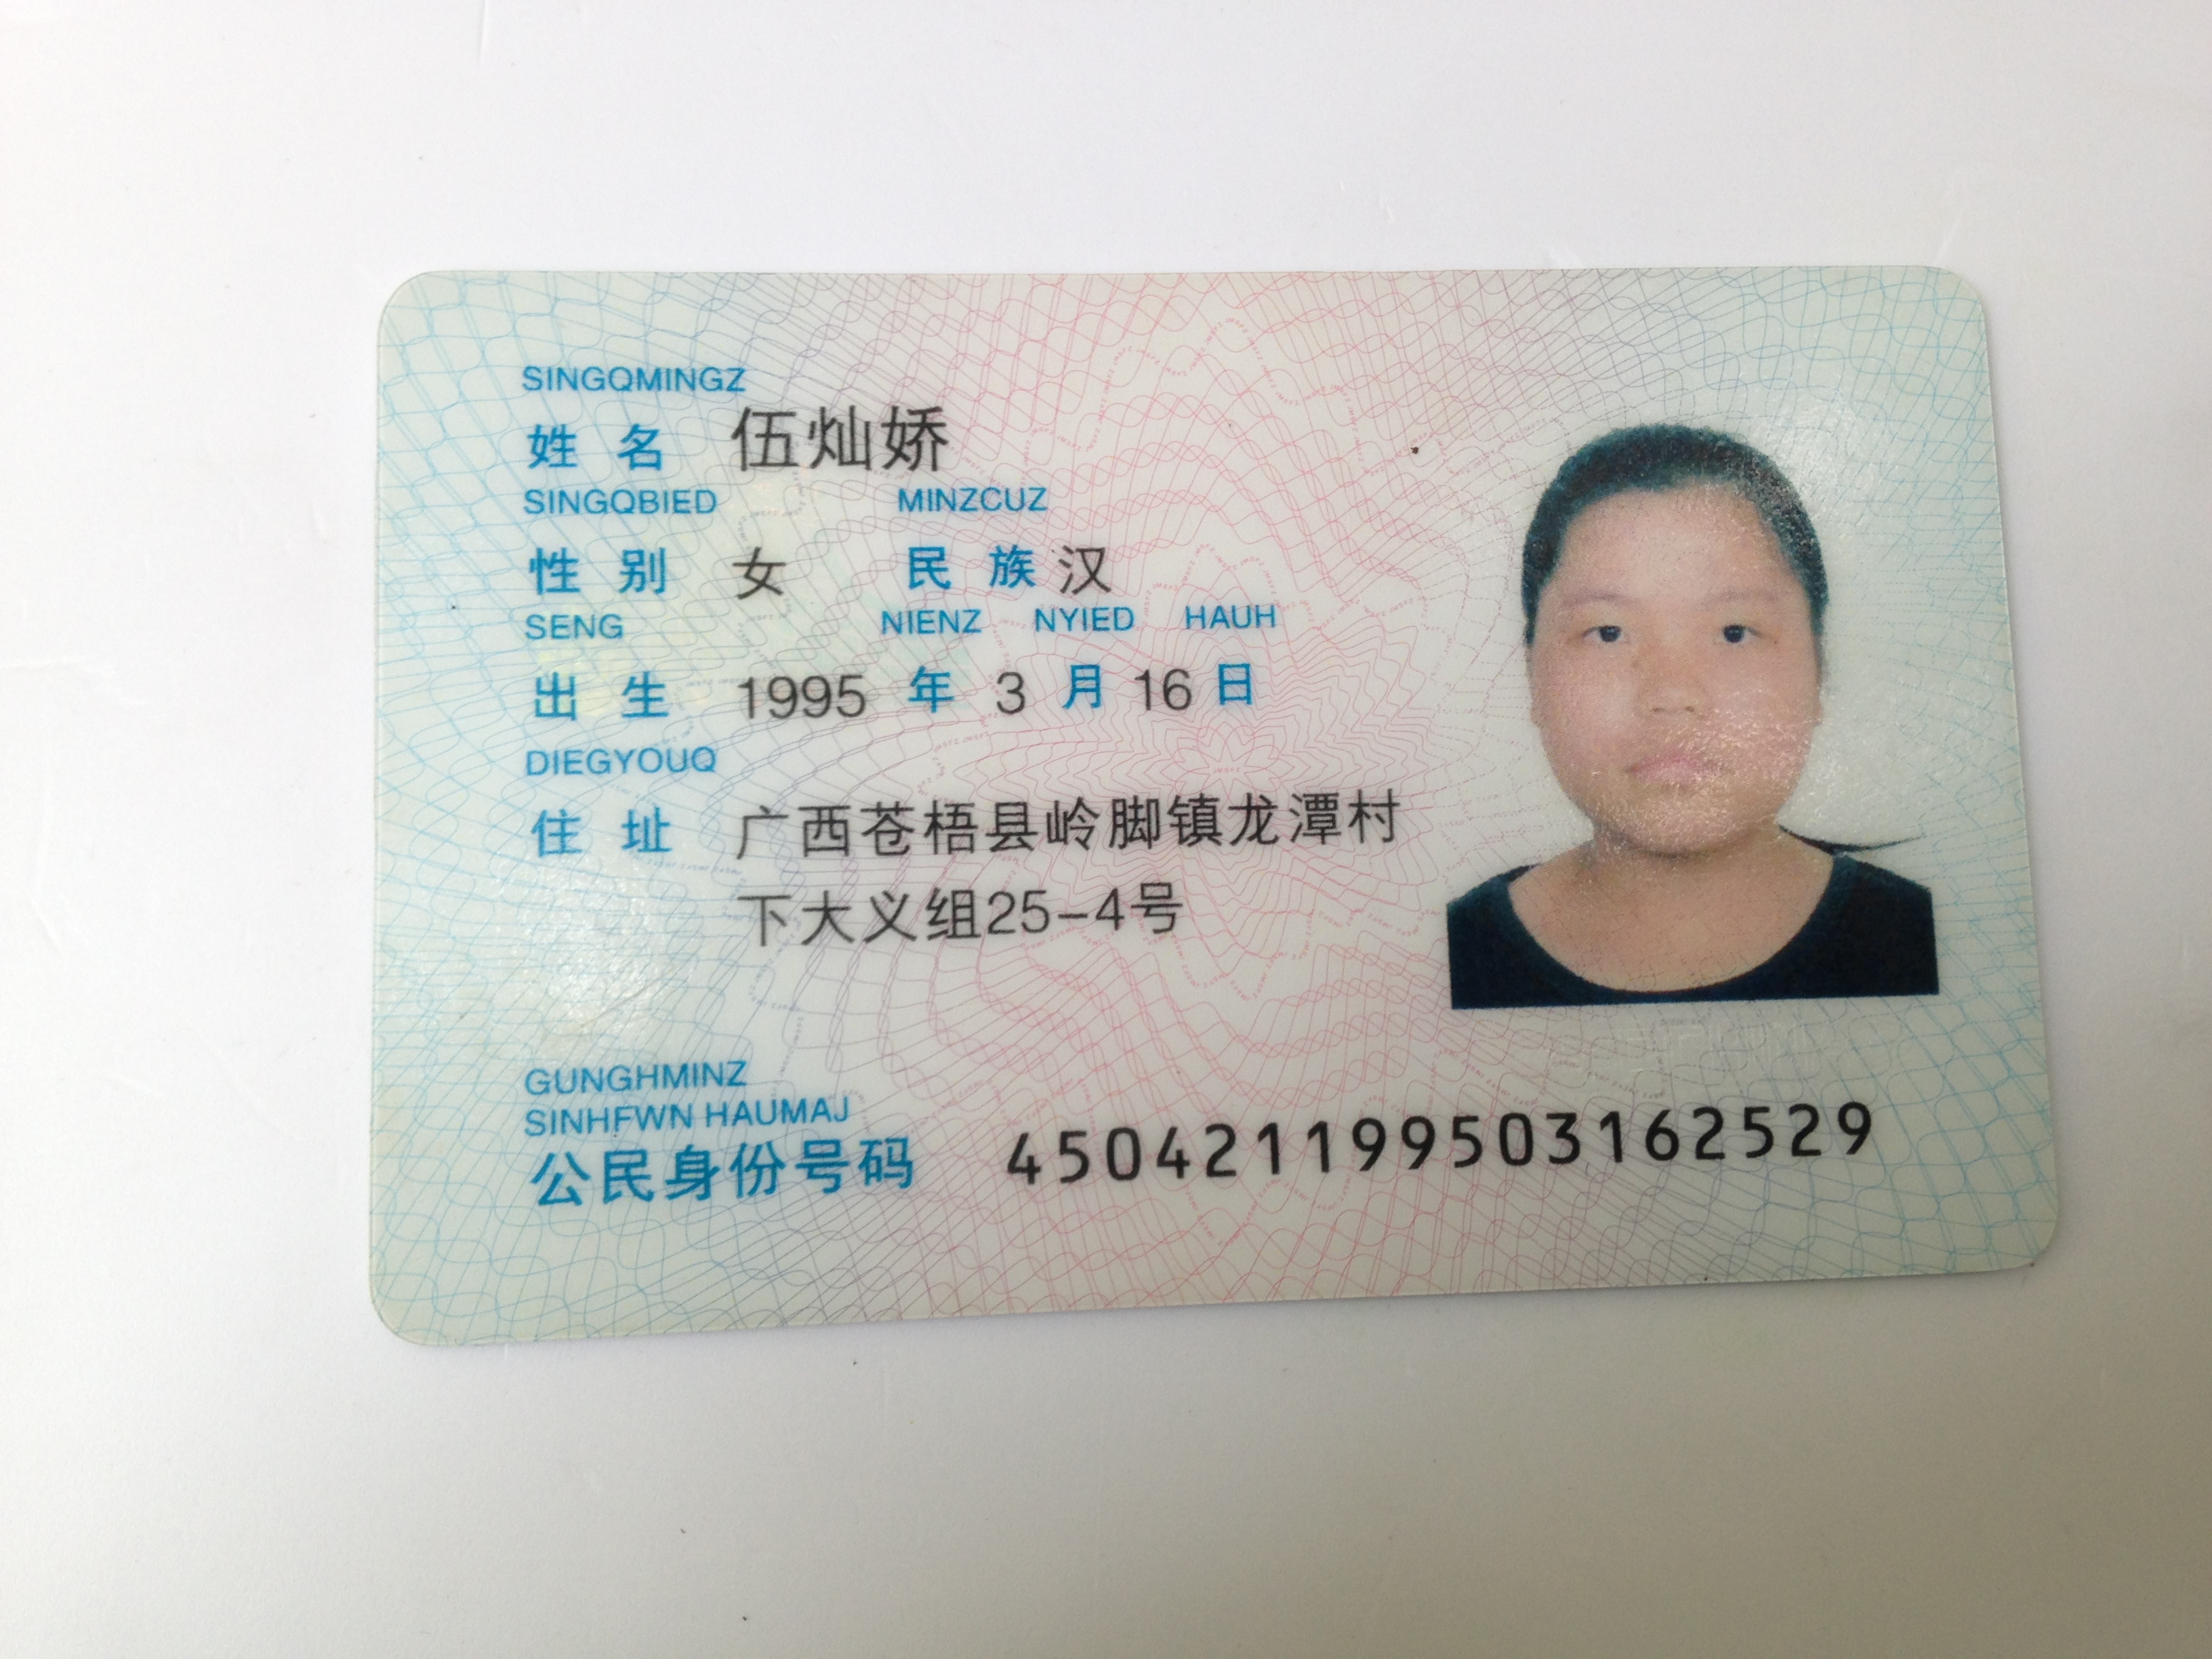 SINGQMINGZ
姓 名 伍灿娇
SINGQBIED MINZCUZ
性 别 女 民 族 汉
SENG NIENZ NYIED HAUH
出 生 1995 年 3 月 16 日
DIEGYOUQ
住 址 广西苍梧县岭脚镇龙潭村
下大义组25-4号
GUNGHMINZ
SINHFWN HAUMAJ
公民身份号码 450421199503162529